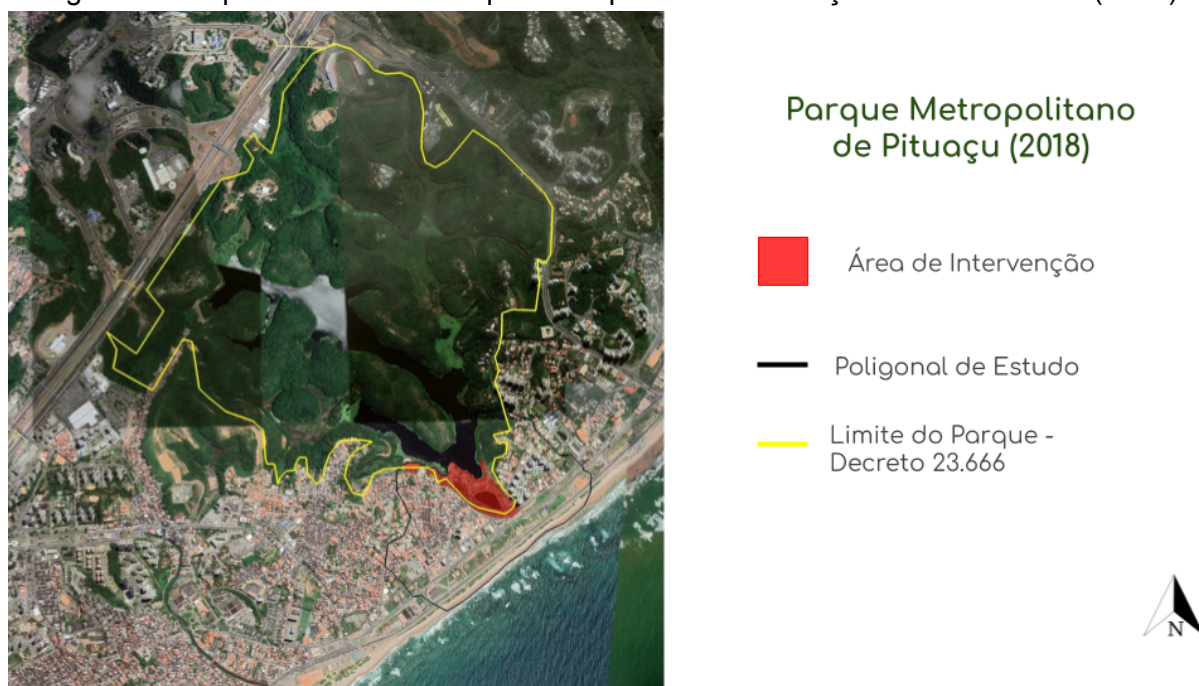 Parque Metropolitano
de Pituaçu (2018)
Área de Intervenção
Poligonal de Estudo
Limite do Parque -
Decreto 23.666
N